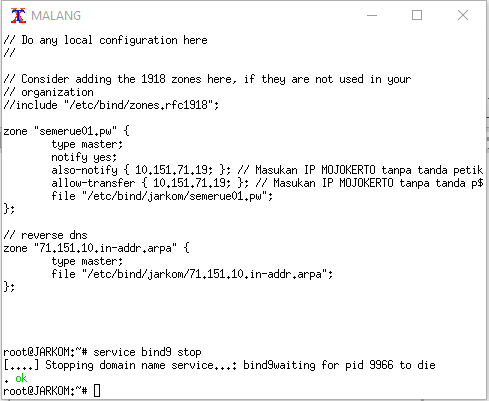 MALANG
// Do any local configuration here
//
// Consider adding the 1918 zones here, if they are not used in your
// organization
//include "/etc/bind/zones.rfc1918";
zone "semerue01.pw" {
type master;
notify yes;
also-notify { 10.151.71.19; }; // Masukan IP MOJOKERTO tanpa tanda petik
allow-transfer { 10.151.71.19; }; // Masukan IP MOJOKERTO tanpa tanda p$
file "/etc/bind/jarkom/semerue01.pw";
};
// reverse dns
zone "71.151.10.in-addr.arpa" {
type master;
file "/etc/bind/jarkom/71.151.10.in-addr.arpa";
};
root@JARKOM:~# service bind9 stop
[....] Stopping domain name service...: bind9waiting for pid 9966 to die
. ok
root@JARKOM:~#